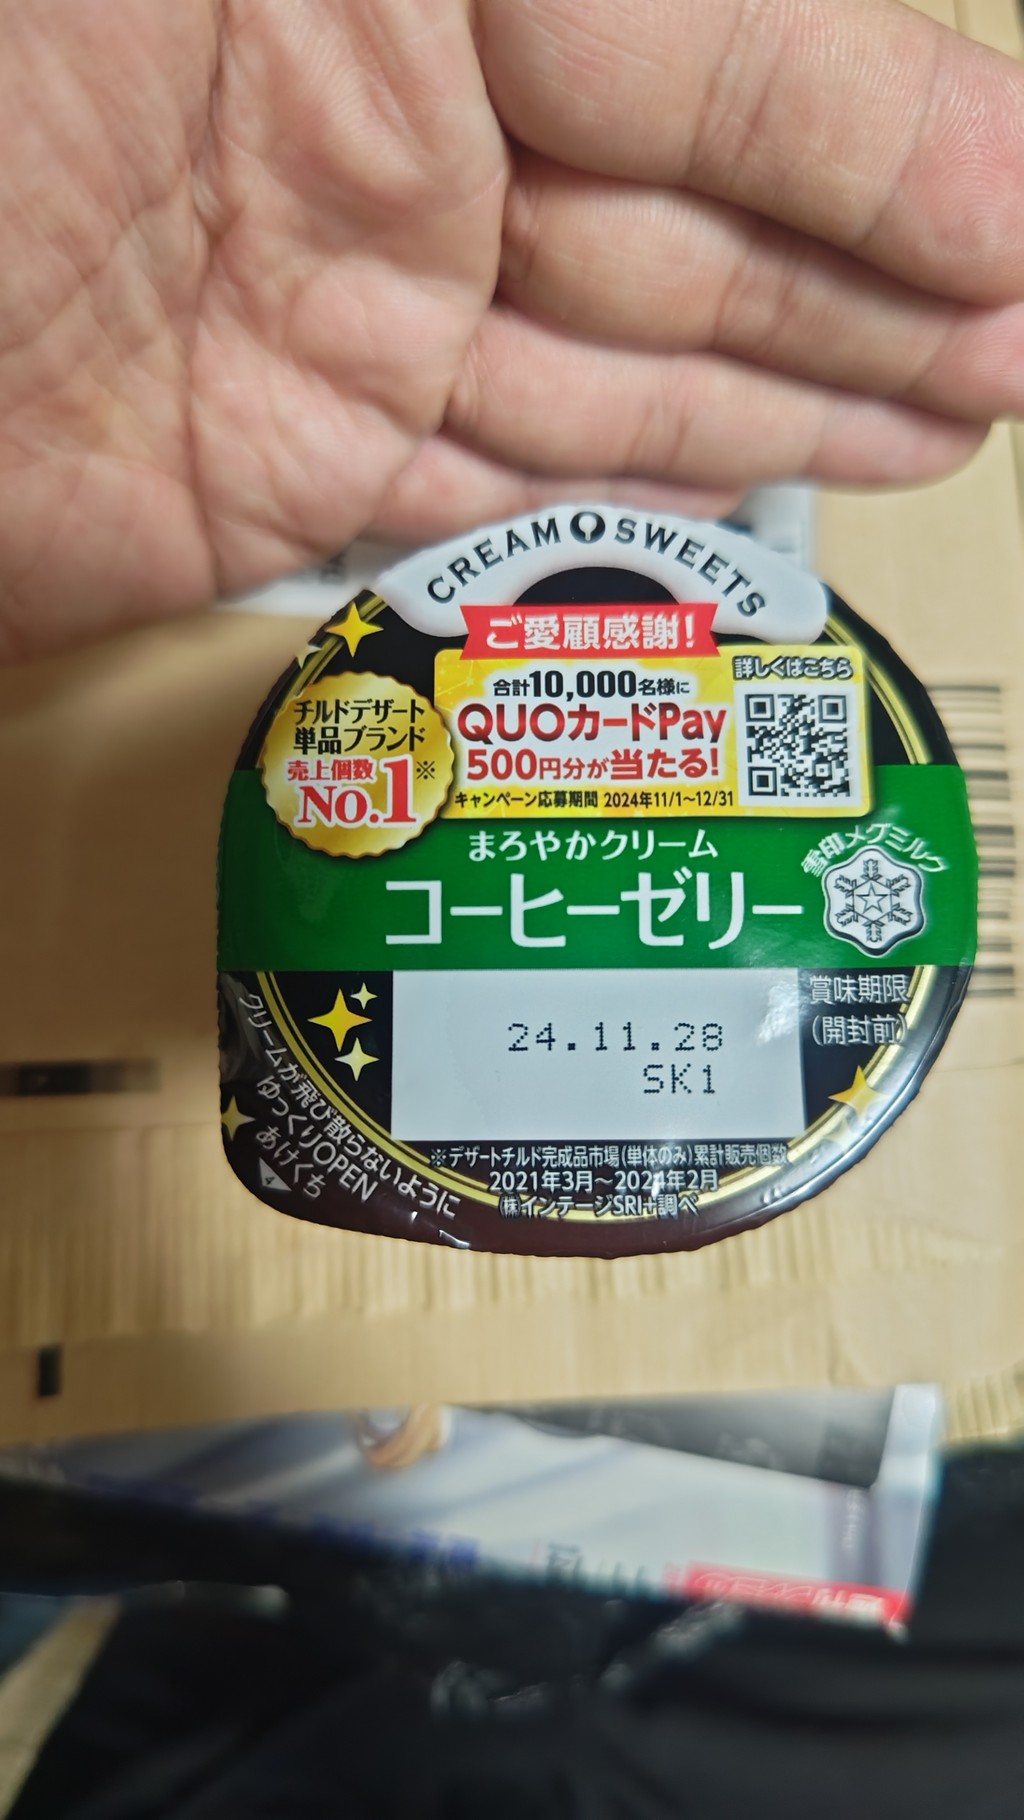 CREAM SWEETS
ご愛顧感謝!
詳しくはこちら
合計10,000名様に
QUOカードPay
500円分が当たる!
キャンペーン応募期間 2024年11/1~12/31
チルドデザート
単品ブランド
売上個数
No.1※
まろやかクリーム
コーヒーゼリー
雪印メグミルク
賞味期限
(開封前)
24.11.28
SK1
クリームが飛び散らないように
ゆっくりOPEN
あけくち
※デザートチルド完成品市場(単体のみ)累計販売個数
2021年3月~2024年2月
㈱インテージSRI+調べ